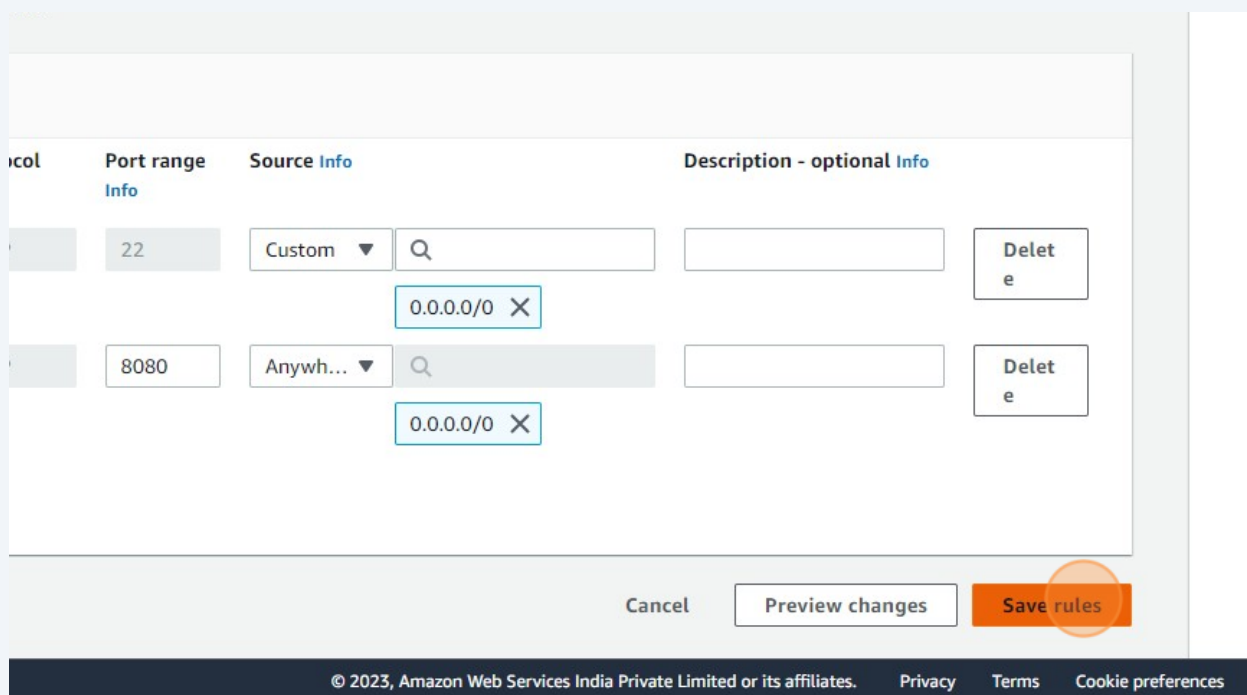 ocol Port range Source Info Description - optional Info
Info
22 Custom Delet
e
0.0.0.0/0
8080 Anywh... Delet
e
0.0.0.0/0
Cancel Preview changes Save rules
© 2023, Amazon Web Services India Private Limited or its affiliates. Privacy Terms Cookie preferences